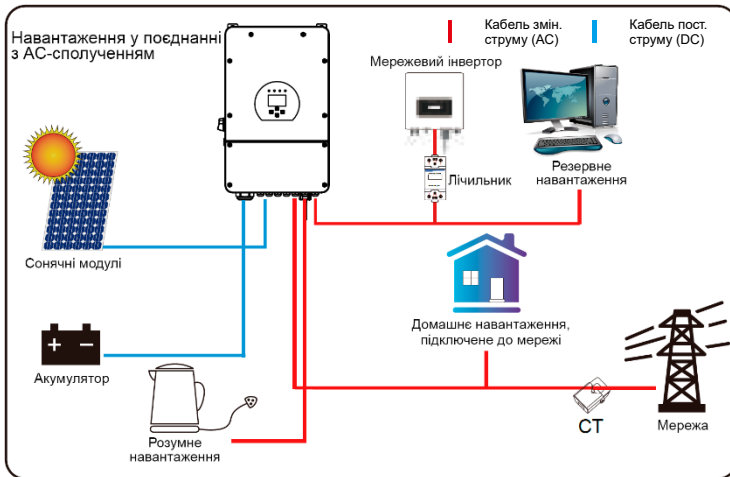 Навантаження у поєднанні
з АС-сполученням
Кабель змін.
струму (AC)
Кабель пост.
струму (DC)
Мережевий інвертор
Лічильник
Резервне
навантаження
Сонячні модулі
Домашнє навантаження,
підключене до мережі
Акумулятор
Розумне
навантаження
CT
Мережа